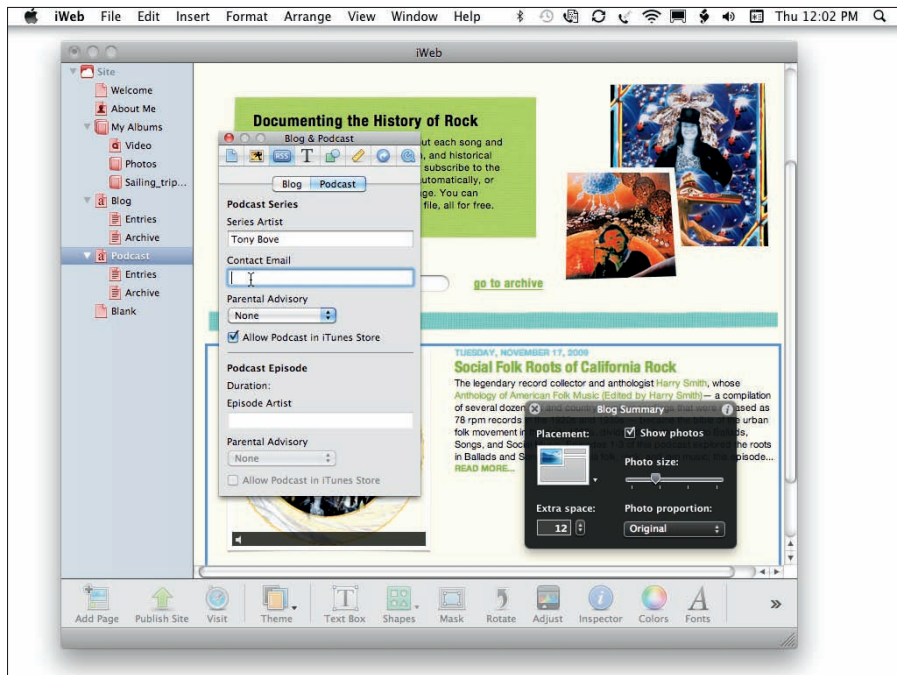 iWeb File Edit Insert Format Arrange View Window Help Thu 12:02 PM
iWeb
Site
Welcome
About Me
My Albums
Video
Photos
Sailing_trip...
Blog
Entries
Archive
Podcast
Entries
Archive
Blank
Documenting the History of Rock
ut each song and
, and historical
subscribe to the
utomatically, or
ge. You can
file, all for free.
go to archive
Blog & Podcast
RSS T
Blog Podcast
Podcast Series
Series Artist
Tony Bove
Contact Email
Parental Advisory
None
Allow Podcast in iTunes Store
Podcast Episode
Duration:
Episode Artist
Parental Advisory
None
Allow Podcast in iTunes Store
TUESDAY, NOVEMBER 17, 2009
Social Folk Roots of California Rock
The legendary record collector and anthologist Harry Smith, whose
Anthology of American Folk Music (Edited by Harry Smith)— a compilation
of several dozen ased as
78 rpm records urban
folk movement in Ballads,
Songs, and Soc the roots
in Ballads and S episode...
READ MORE...
Blog Summary
Placement:
Show photos
Photo size:
Extra space:
12
Photo proportion:
Original
Add Page Publish Site Visit Theme Text Box Shapes Mask Rotate Adjust Inspector Colors Fonts